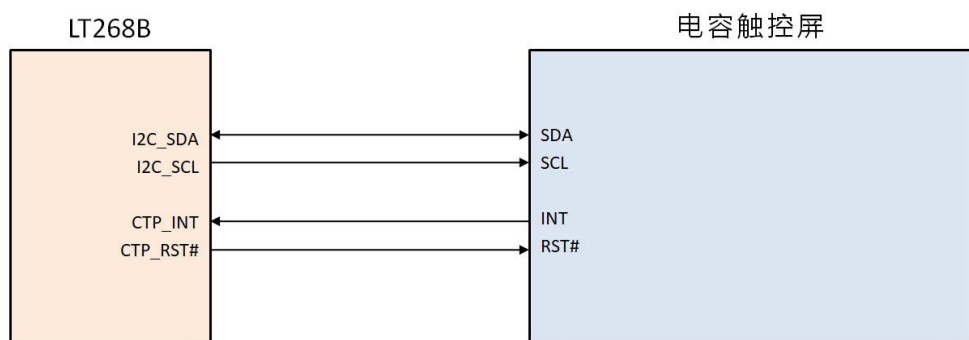 LT268B
电容触控屏
I2C_SDA
SDA
I2C_SCL
SCL
CTP_INT
INT
CTP_RST#
RST#